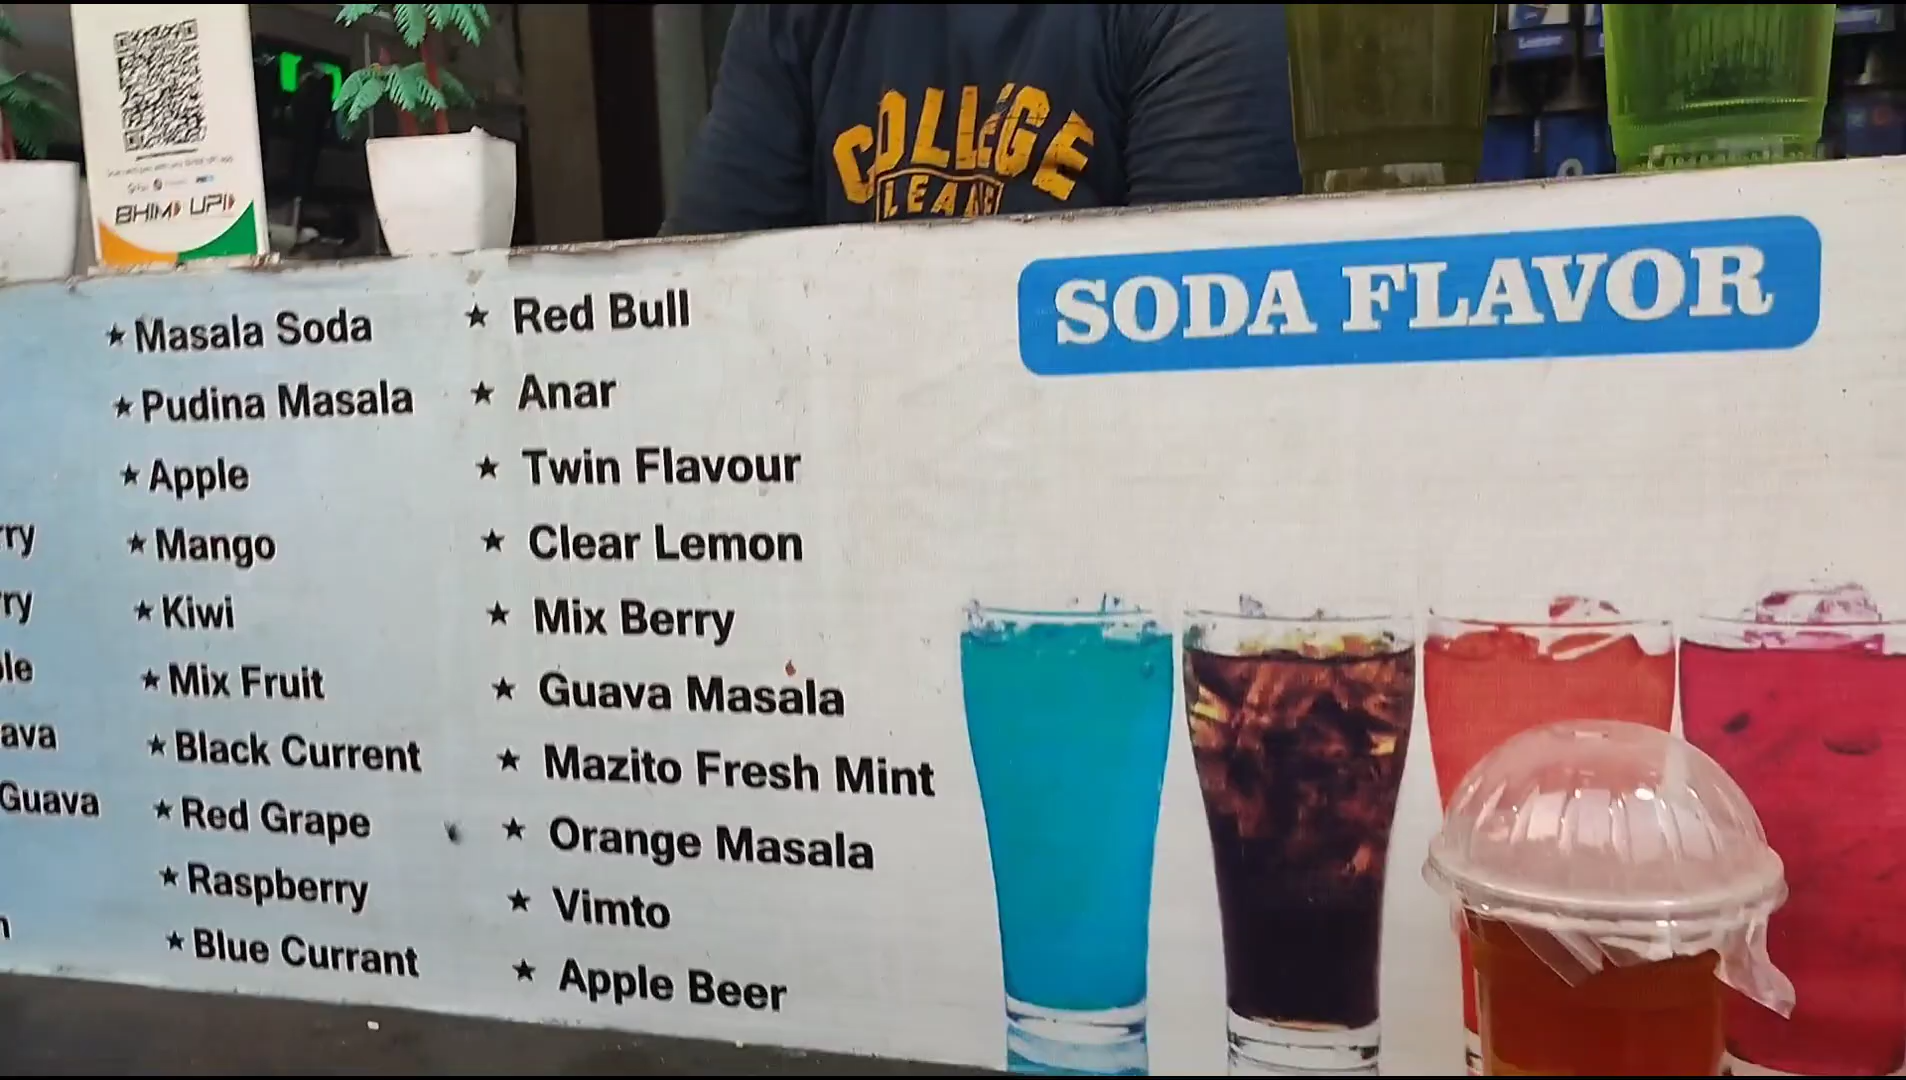 BHIM UPI
COLLEGE
LEAGUE
SODA FLAVOR
★ Masala Soda
★ Pudina Masala
★ Apple
★ Mango
★ Kiwi
★ Mix Fruit
★ Black Current
★ Red Grape
★ Raspberry
★ Blue Currant
★ Red Bull
★ Anar
★ Twin Flavour
★ Clear Lemon
★ Mix Berry
★ Guava Masala
★ Mazito Fresh Mint
★ Orange Masala
★ Vimto
★ Apple Beer
Guava